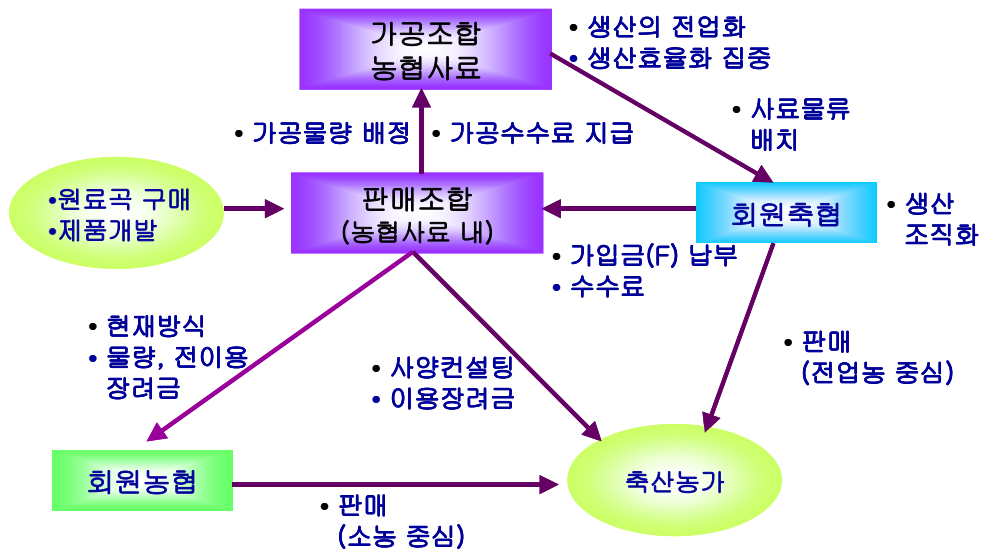 가공조합
농협사료
• 생산의 전업화
• 생산효율화 집중
• 사료물류
배치
• 가공물량 배정
• 가공수수료 지급
•원료곡 구매
•제품개발
판매조합
(농협사료 내)
회원축협
• 생산
조직화
• 가입금(F) 납부
• 수수료
• 현재방식
• 물량, 전이용
장려금
• 사양컨설팅
• 이용장려금
• 판매
(전업농 중심)
회원농협
축산농가
• 판매
(소농 중심)